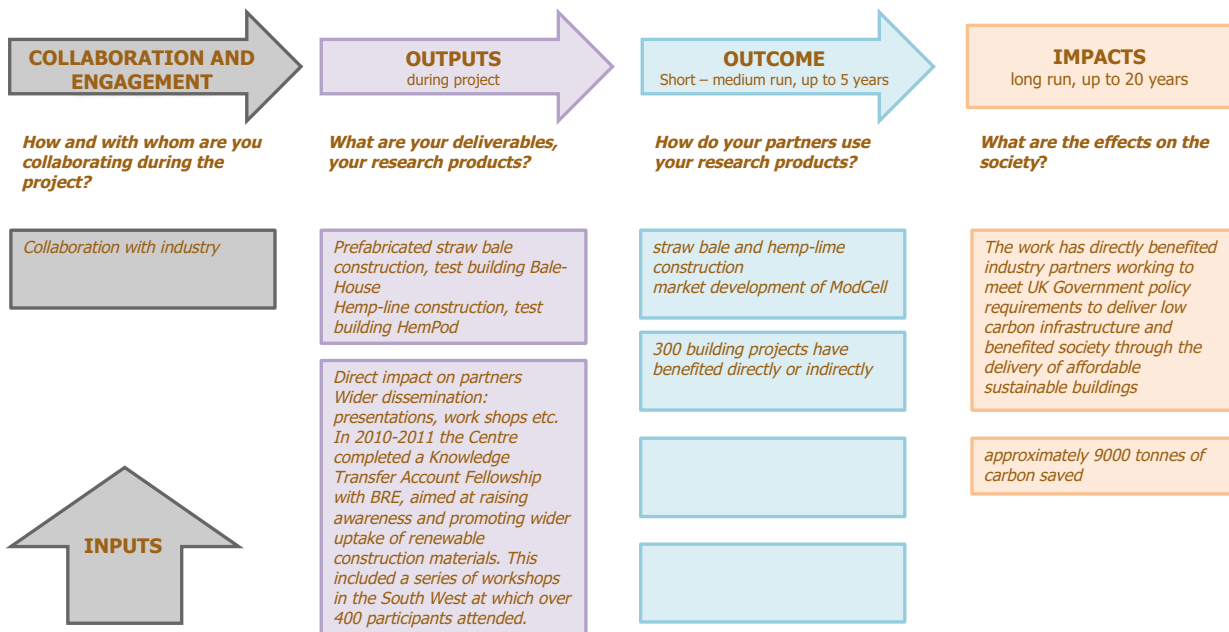 COLLABORATION AND
ENGAGEMENT
OUTPUTS
during project
OUTCOME
Short – medium run, up to 5 years
IMPACTS
long run, up to 20 years
How and with whom are you
collaborating during the
project?
What are your deliverables,
your research products?
How do your partners use
your research products?
What are the effects on the
society?
Collaboration with industry
INPUTS
Prefabricated straw bale
construction, test building Bale-
House
Hemp-line construction, test
building HemPod
Direct impact on partners
Wider dissemination:
presentations, work shops etc.
In 2010-2011 the Centre
completed a Knowledge
Transfer Account Fellowship
with BRE, aimed at raising
awareness and promoting wider
uptake of renewable
construction materials. This
included a series of workshops
in the South West at which over
400 participants attended.
straw bale and hemp-lime
construction
market development of ModCell
300 building projects have
benefited directly or indirectly
The work has directly benefited
industry partners working to
meet UK Government policy
requirements to deliver low
carbon infrastructure and
benefited society through the
delivery of affordable
sustainable buildings
approximately 9000 tonnes of
carbon saved